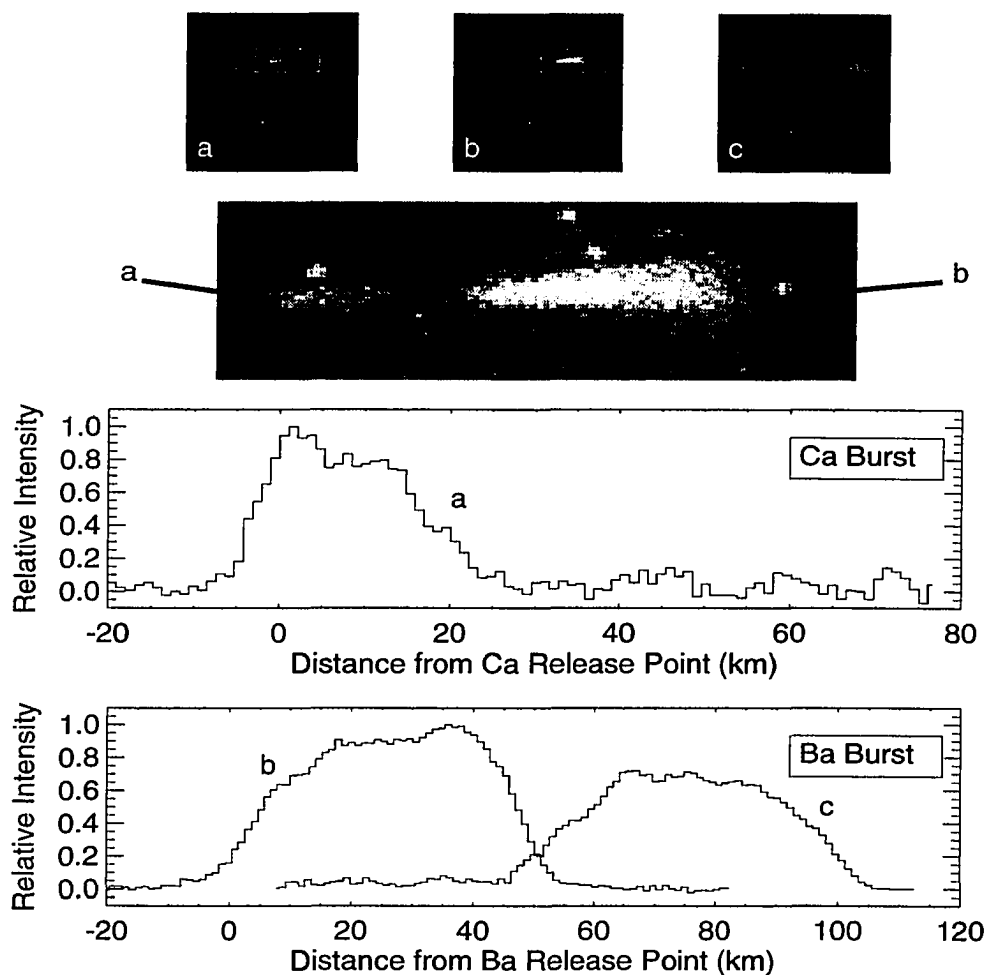 a
b
c
a
b
Relative Intensity
1.0
0.8
0.6
0.4
0.2
0.0
Ca Burst
a
-20
0
20
40
60
80
Distance from Ca Release Point (km)
Relative Intensity
1.0
0.8
0.6
0.4
0.2
0.0
Ba Burst
b
c
-20
0
20
40
60
80
100
120
Distance from Ba Release Point (km)